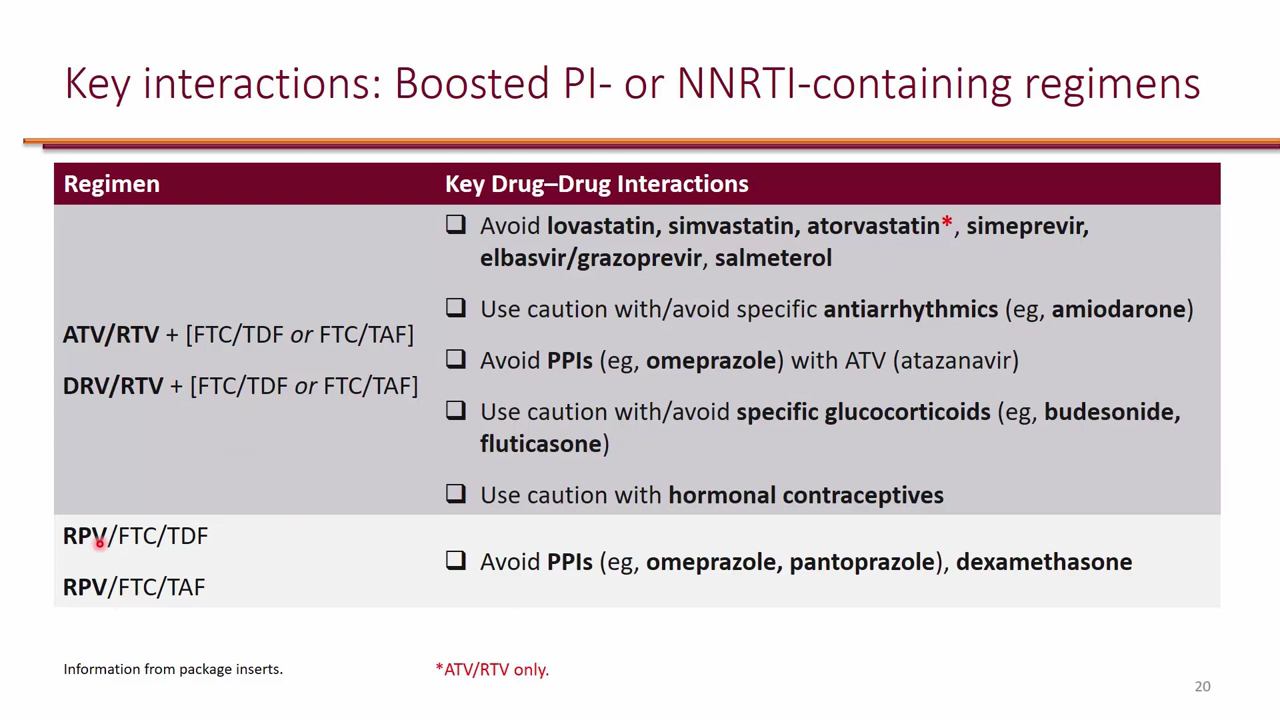 Key interactions: Boosted PI- or NNRTI-containing regimens
Regimen
Key Drug–Drug Interactions
ATV/RTV + [FTC/TDF or FTC/TAF]
DRV/RTV + [FTC/TDF or FTC/TAF]
❑ Avoid lovastatin, simvastatin, atorvastatin*, simeprevir,
elbasvir/grazoprevir, salmeterol
❑ Use caution with/avoid specific antiarrhythmics (eg, amiodarone)
❑ Avoid PPIs (eg, omeprazole) with ATV (atazanavir)
❑ Use caution with/avoid specific glucocorticoids (eg, budesonide,
fluticasone)
❑ Use caution with hormonal contraceptives
RPV/FTC/TDF
RPV/FTC/TAF
❑ Avoid PPIs (eg, omeprazole, pantoprazole), dexamethasone
Information from package inserts.
*ATV/RTV only.
20